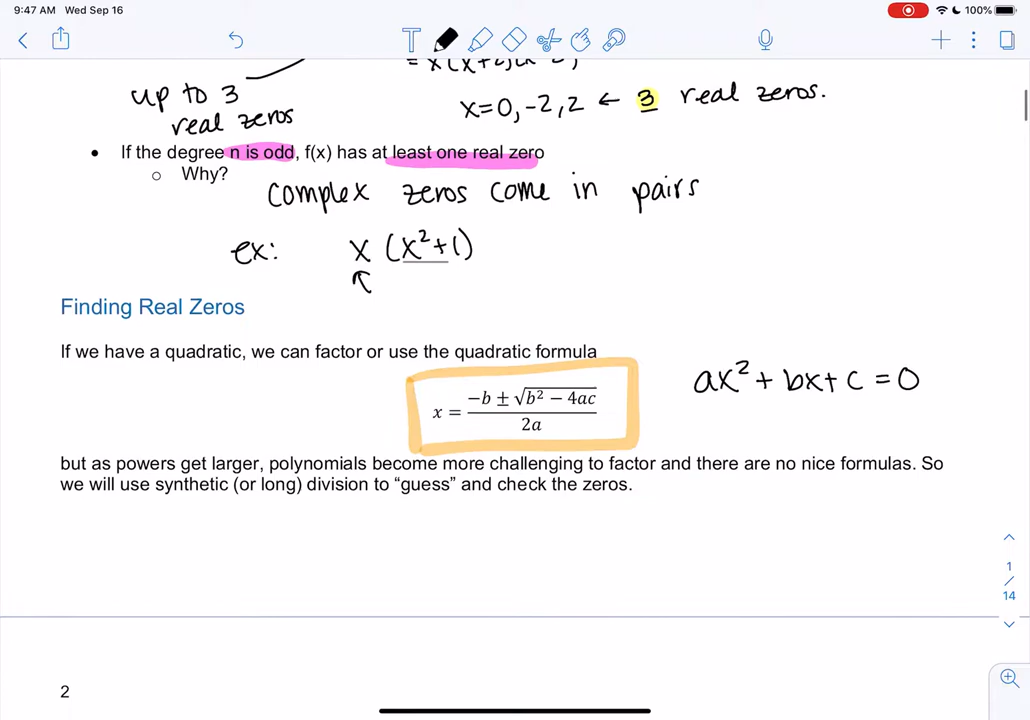 9:47 AM Wed Sep 16
100%
up to 3
real zeros
x=0, -2, 2 ← 3 real zeros.
• If the degree n is odd, f(x) has at least one real zero
○ Why?
complex zeros come in pairs
ex: x (x²+1)
↑
Finding Real Zeros
If we have a quadratic, we can factor or use the quadratic formula
x = (-b ± √(b² − 4ac)) / 2a
ax² + bx + c = 0
but as powers get larger, polynomials become more challenging to factor and there are no nice formulas. So
we will use synthetic (or long) division to “guess” and check the zeros.
1
/
14
2